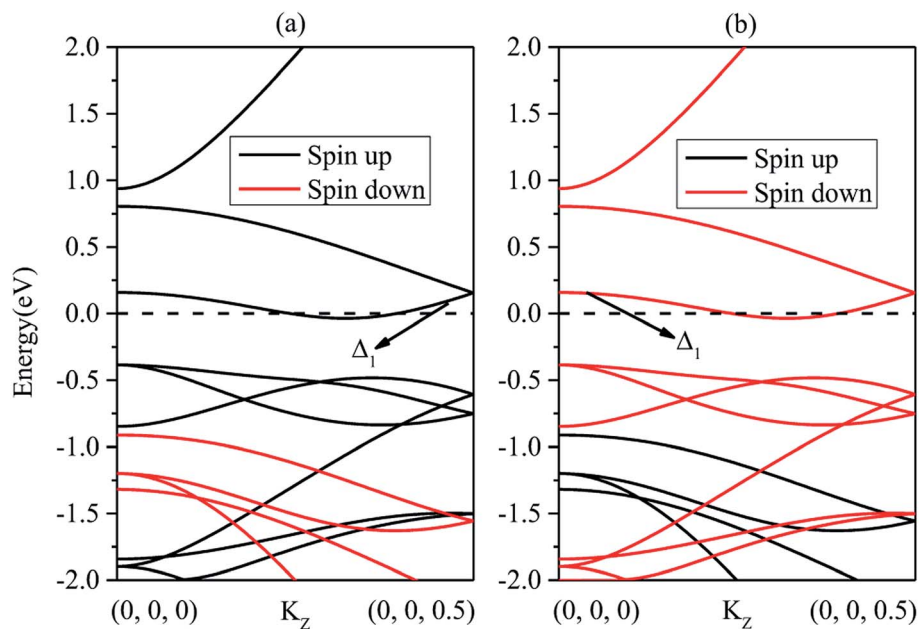 (a)
2.0
1.5
1.0
0.5
0.0
-0.5
-1.0
-1.5
-2.0
Energy(eV)
Spin up
Spin down
Δ₁
(0, 0, 0)
K_Z
(0, 0, 0.5)
(b)
2.0
1.5
1.0
0.5
0.0
-0.5
-1.0
-1.5
-2.0
Spin up
Spin down
Δ₁
(0, 0, 0)
K_Z
(0, 0, 0.5)